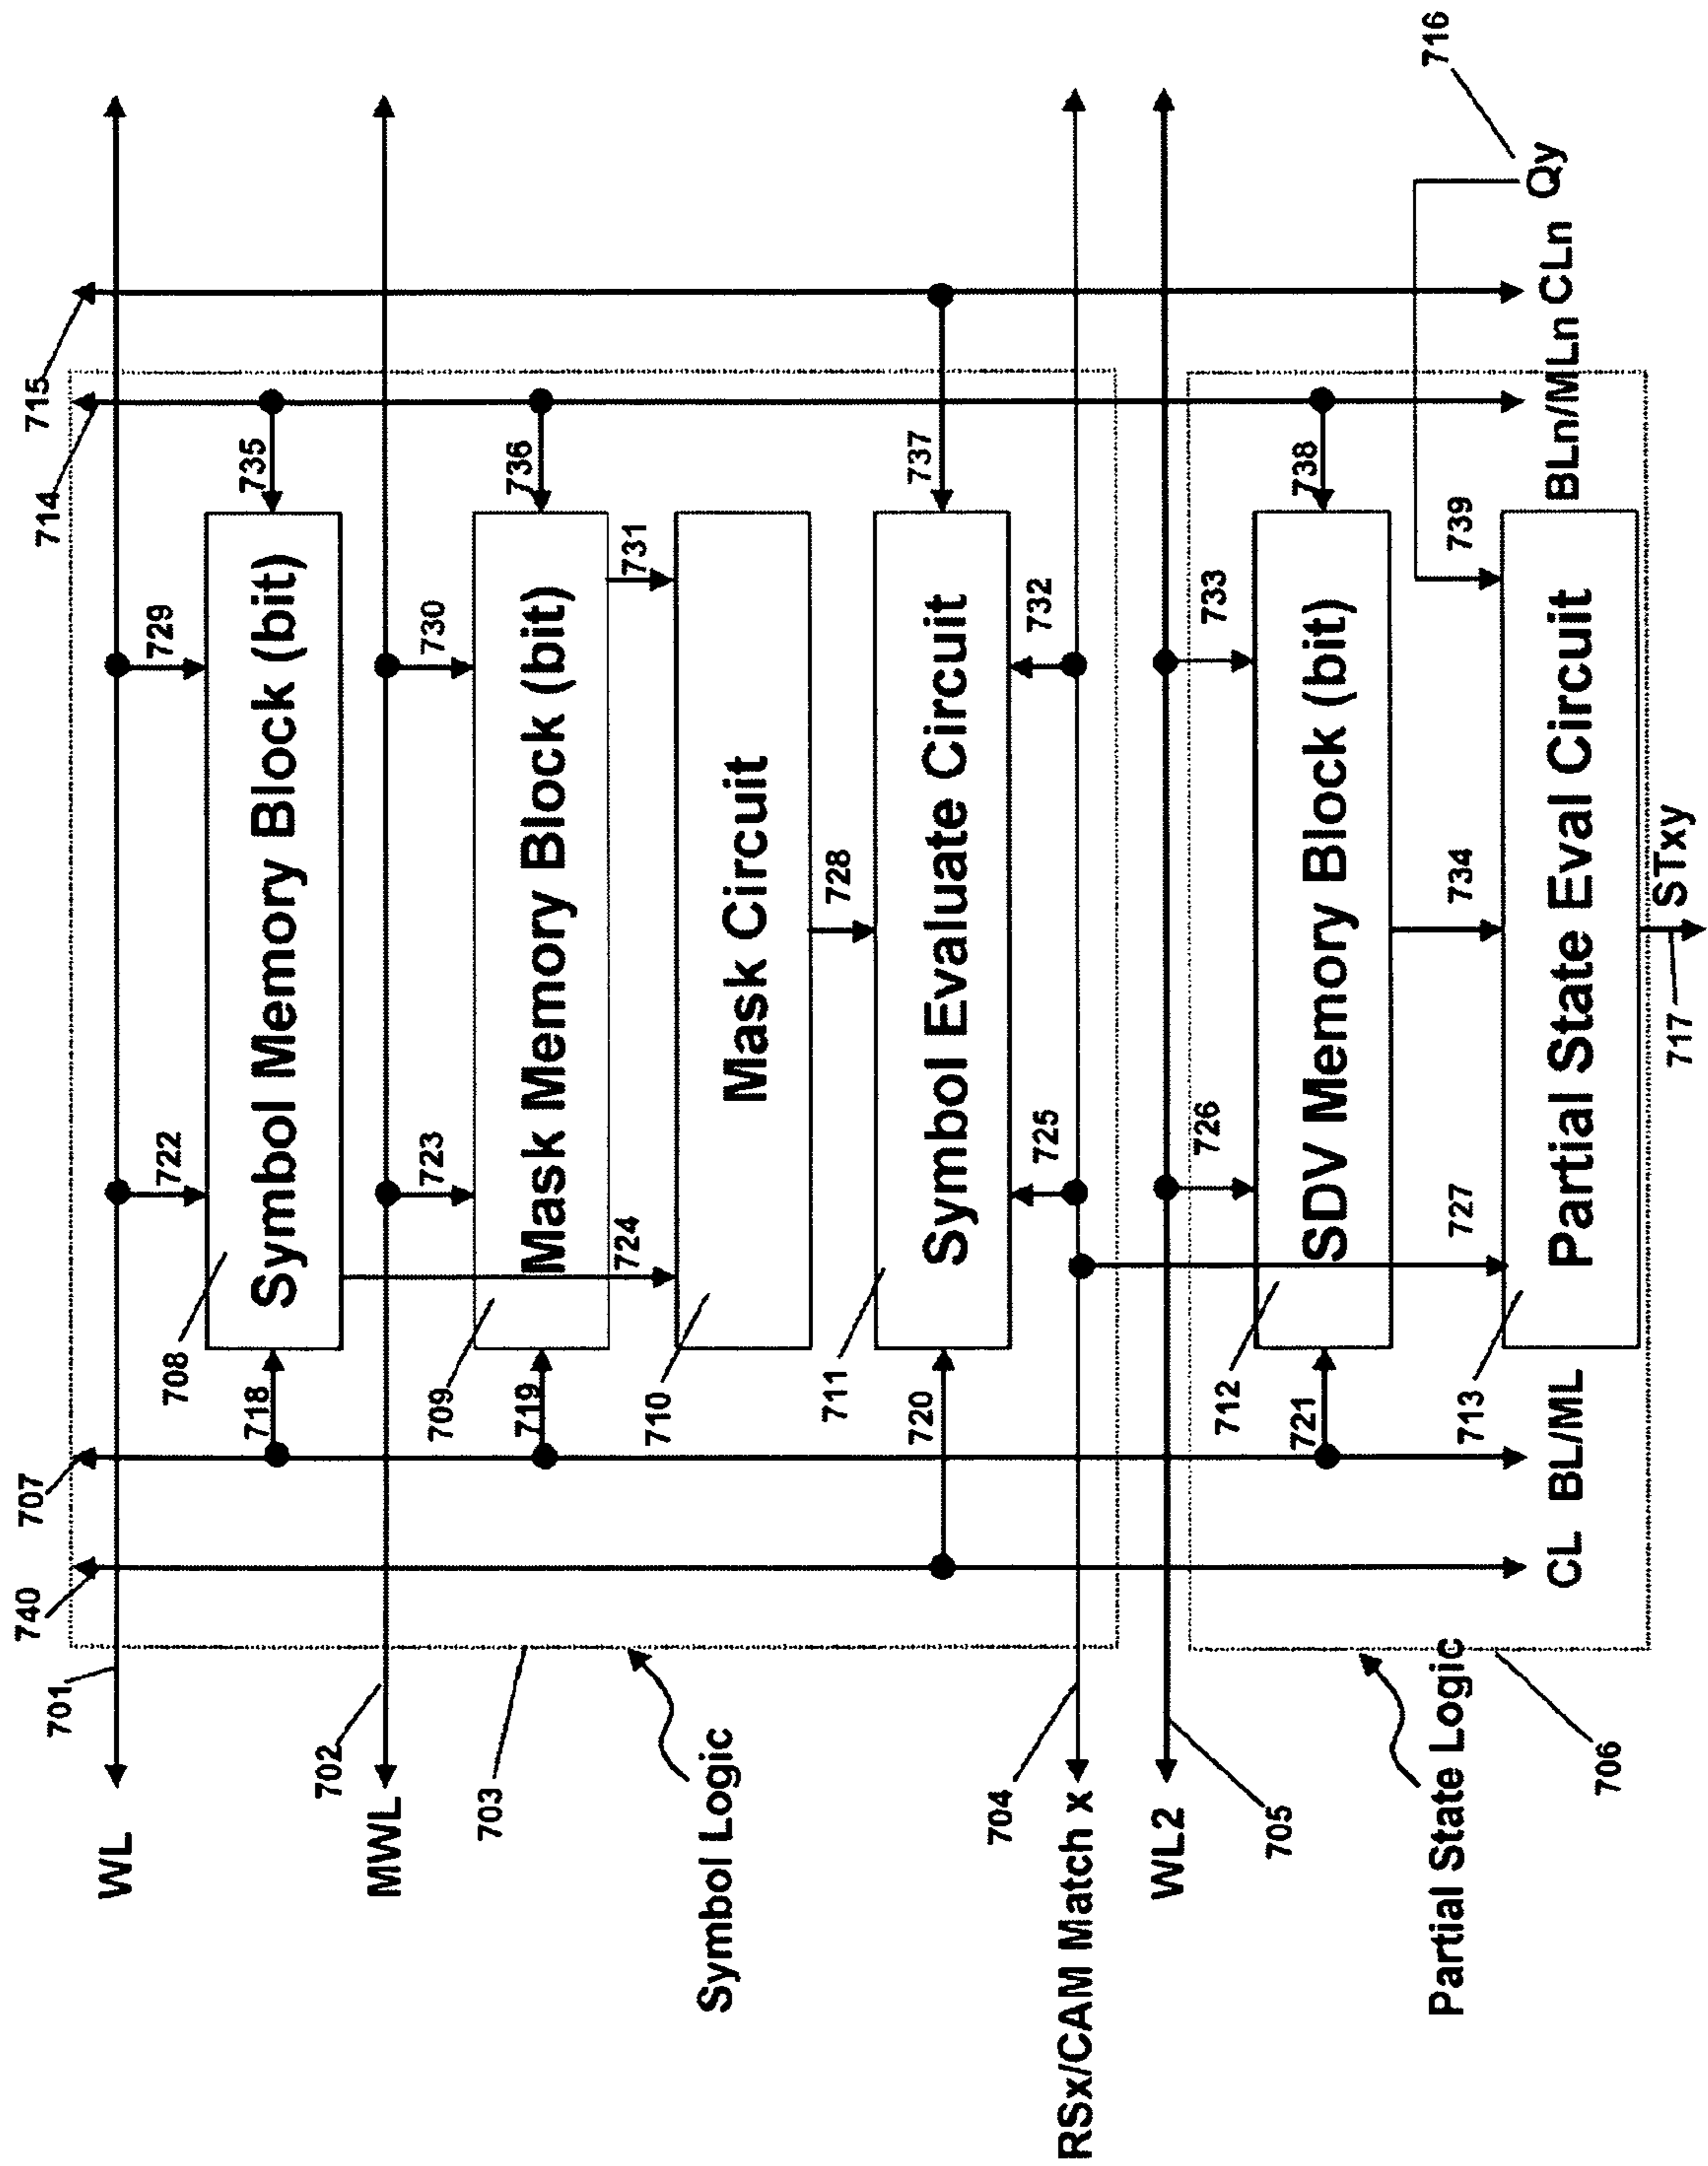 740
707
714
715
701
WL
722
729
708
Symbol Memory Block (bit)
718
735
702
MWL
723
730
709
Mask Memory Block (bit)
719
736
724
731
710
Mask Circuit
728
703
Symbol Logic
711
Symbol Evaluate Circuit
720
737
725
732
704
RSx/CAM Match x
WL2
705
726
733
712
SDV Memory Block (bit)
721
738
727
734
739
716
713
Partial State Eval Circuit
Partial State Logic
706
CL BL/ML
BLn/MLn CLn Qy
717
STxy